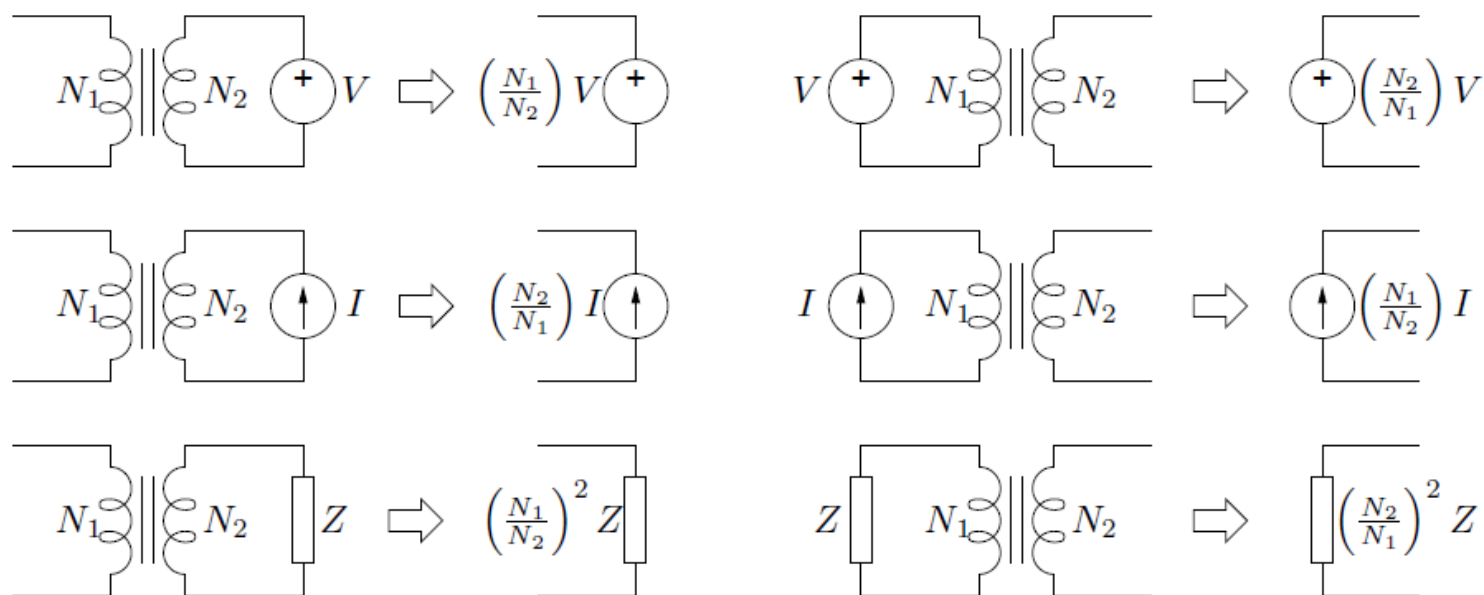 N₁ N₂ + V (N₁/N₂) V + V + N₁ N₂ + (N₂/N₁) V
N₁ N₂ I (N₂/N₁) I I N₁ N₂ (N₁/N₂) I
N₁ N₂ Z (N₁/N₂)² Z Z N₁ N₂ (N₂/N₁)² Z